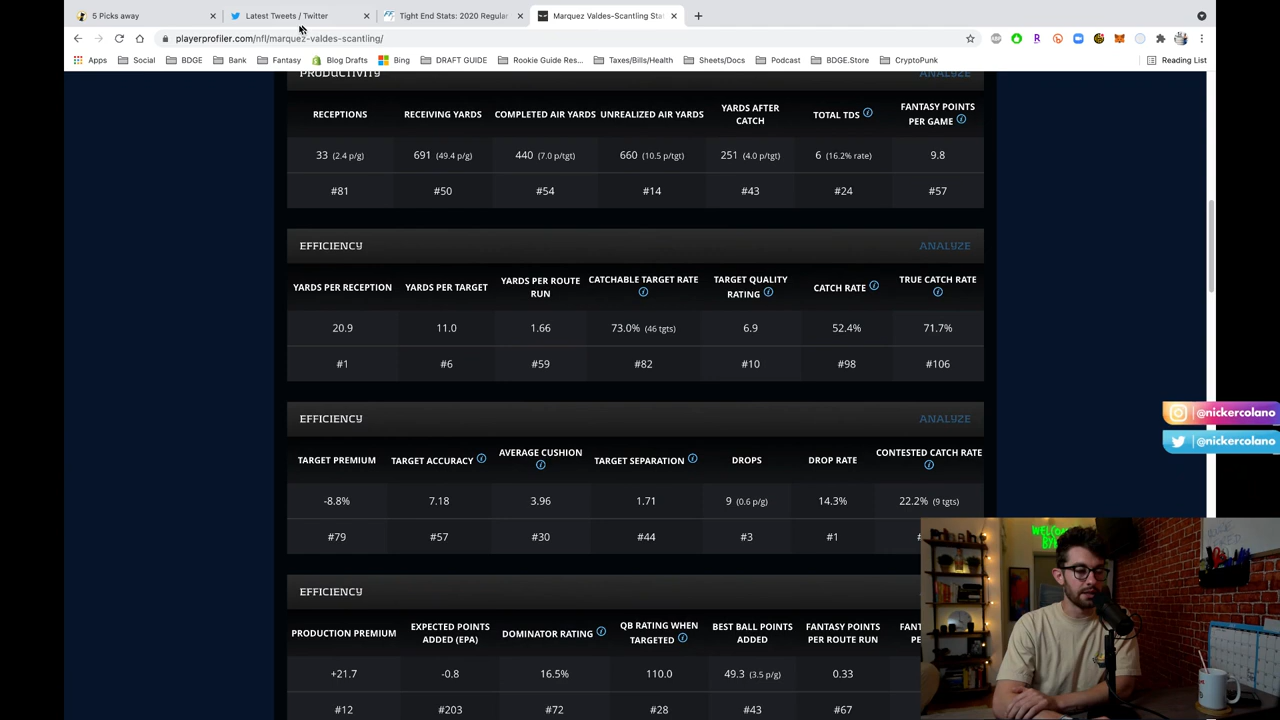 5 Picks away
Latest Tweets / Twitter
Tight End Stats: 2020 Regular
Marquez Valdes-Scantling Stat
playerprofiler.com/nfl/marquez-valdes-scantling/
Apps Social BDGE Bank Fantasy Blog Drafts Bing DRAFT GUIDE Rookie Guide Res... Taxes/Bills/Health Sheets/Docs Podcast BDGE.Store CryptoPunk Reading List
PRODUCTIVITY ANALYZE
RECEPTIONS RECEIVING YARDS COMPLETED AIR YARDS UNREALIZED AIR YARDS YARDS AFTER CATCH TOTAL TDS FANTASY POINTS PER GAME
33 (2.4 p/g) 691 (49.4 p/g) 440 (7.0 p/tgt) 660 (10.5 p/tgt) 251 (4.0 p/tgt) 6 (16.2% rate) 9.8
#81 #50 #54 #14 #43 #24 #57
EFFICIENCY ANALYZE
YARDS PER RECEPTION YARDS PER TARGET YARDS PER ROUTE RUN CATCHABLE TARGET RATE TARGET QUALITY RATING CATCH RATE TRUE CATCH RATE
20.9 11.0 1.66 73.0% (46 tgts) 6.9 52.4% 71.7%
#1 #6 #59 #82 #10 #98 #106
@nickercolano
EFFICIENCY ANALYZE
@nickercolano
TARGET PREMIUM TARGET ACCURACY AVERAGE CUSHION TARGET SEPARATION DROPS DROP RATE CONTESTED CATCH RATE
-8.8% 7.18 3.96 1.71 9 (0.6 p/g) 14.3% 22.2% (9 tgts)
#79 #57 #30 #44 #3 #1
EFFICIENCY
PRODUCTION PREMIUM EXPECTED POINTS ADDED (EPA) DOMINATOR RATING QB RATING WHEN TARGETED BEST BALL POINTS ADDED FANTASY POINTS PER ROUTE RUN
+21.7 -0.8 16.5% 110.0 49.3 (3.5 p/g) 0.33
#12 #203 #72 #28 #43 #67